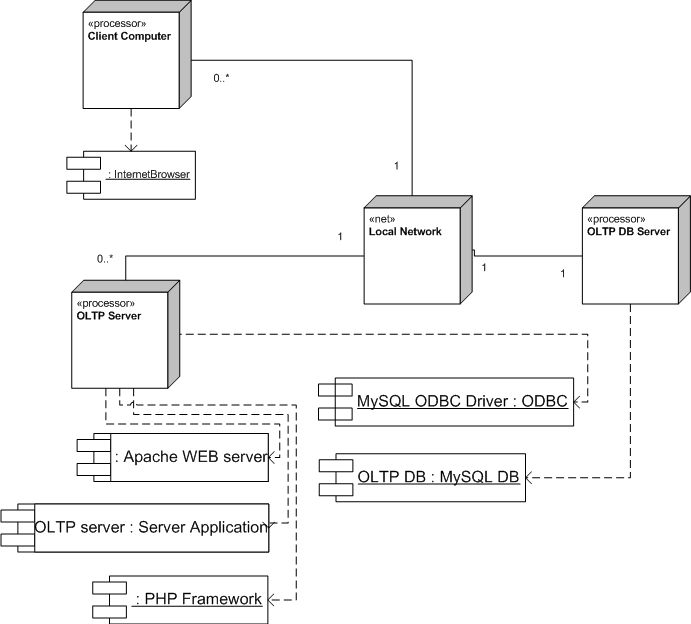 «processor»
Client Computer
0..*
: InternetBrowser
1
«net»
Local Network
«processor»
OLTP DB Server
1
0..*
1
1
«processor»
OLTP Server
MySQL ODBC Driver : ODBC
: Apache WEB server
OLTP DB : MySQL DB
OLTP server : Server Application
: PHP Framework